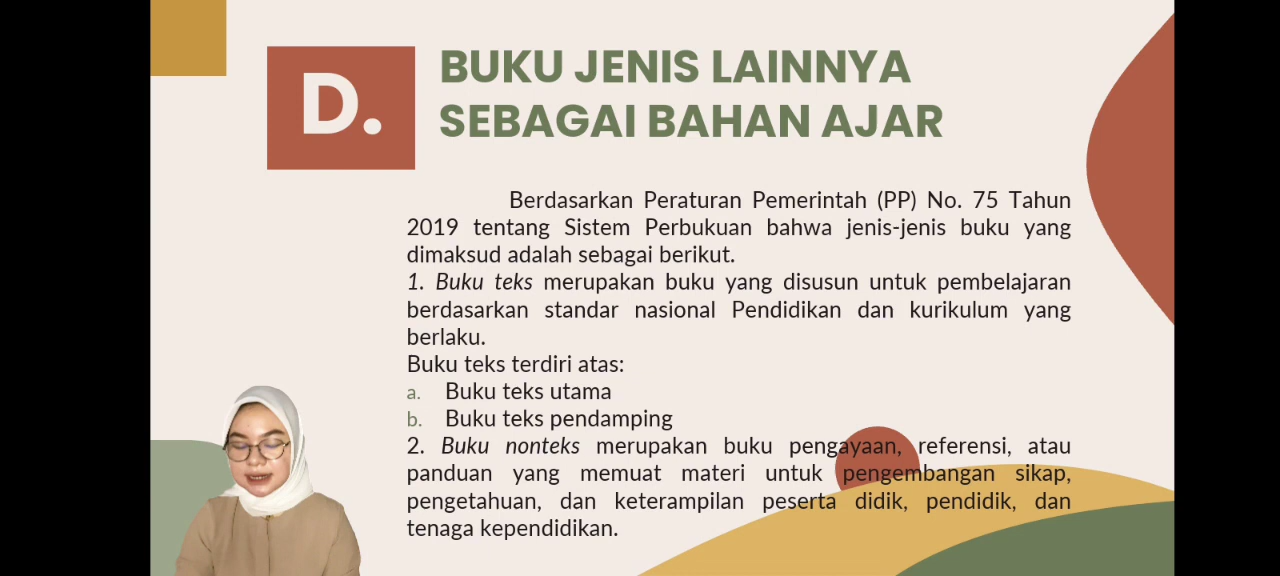 D.
BUKU JENIS LAINNYA
SEBAGAI BAHAN AJAR
Berdasarkan Peraturan Pemerintah (PP) No. 75 Tahun
2019 tentang Sistem Perbukuan bahwa jenis-jenis buku yang
dimaksud adalah sebagai berikut.
1. Buku teks merupakan buku yang disusun untuk pembelajaran
berdasarkan standar nasional Pendidikan dan kurikulum yang
berlaku.
Buku teks terdiri atas:
a. Buku teks utama
b. Buku teks pendamping
2. Buku nonteks merupakan buku pengayaan, referensi, atau
panduan yang memuat materi untuk pengembangan sikap,
pengetahuan, dan keterampilan peserta didik, pendidik, dan
tenaga kependidikan.